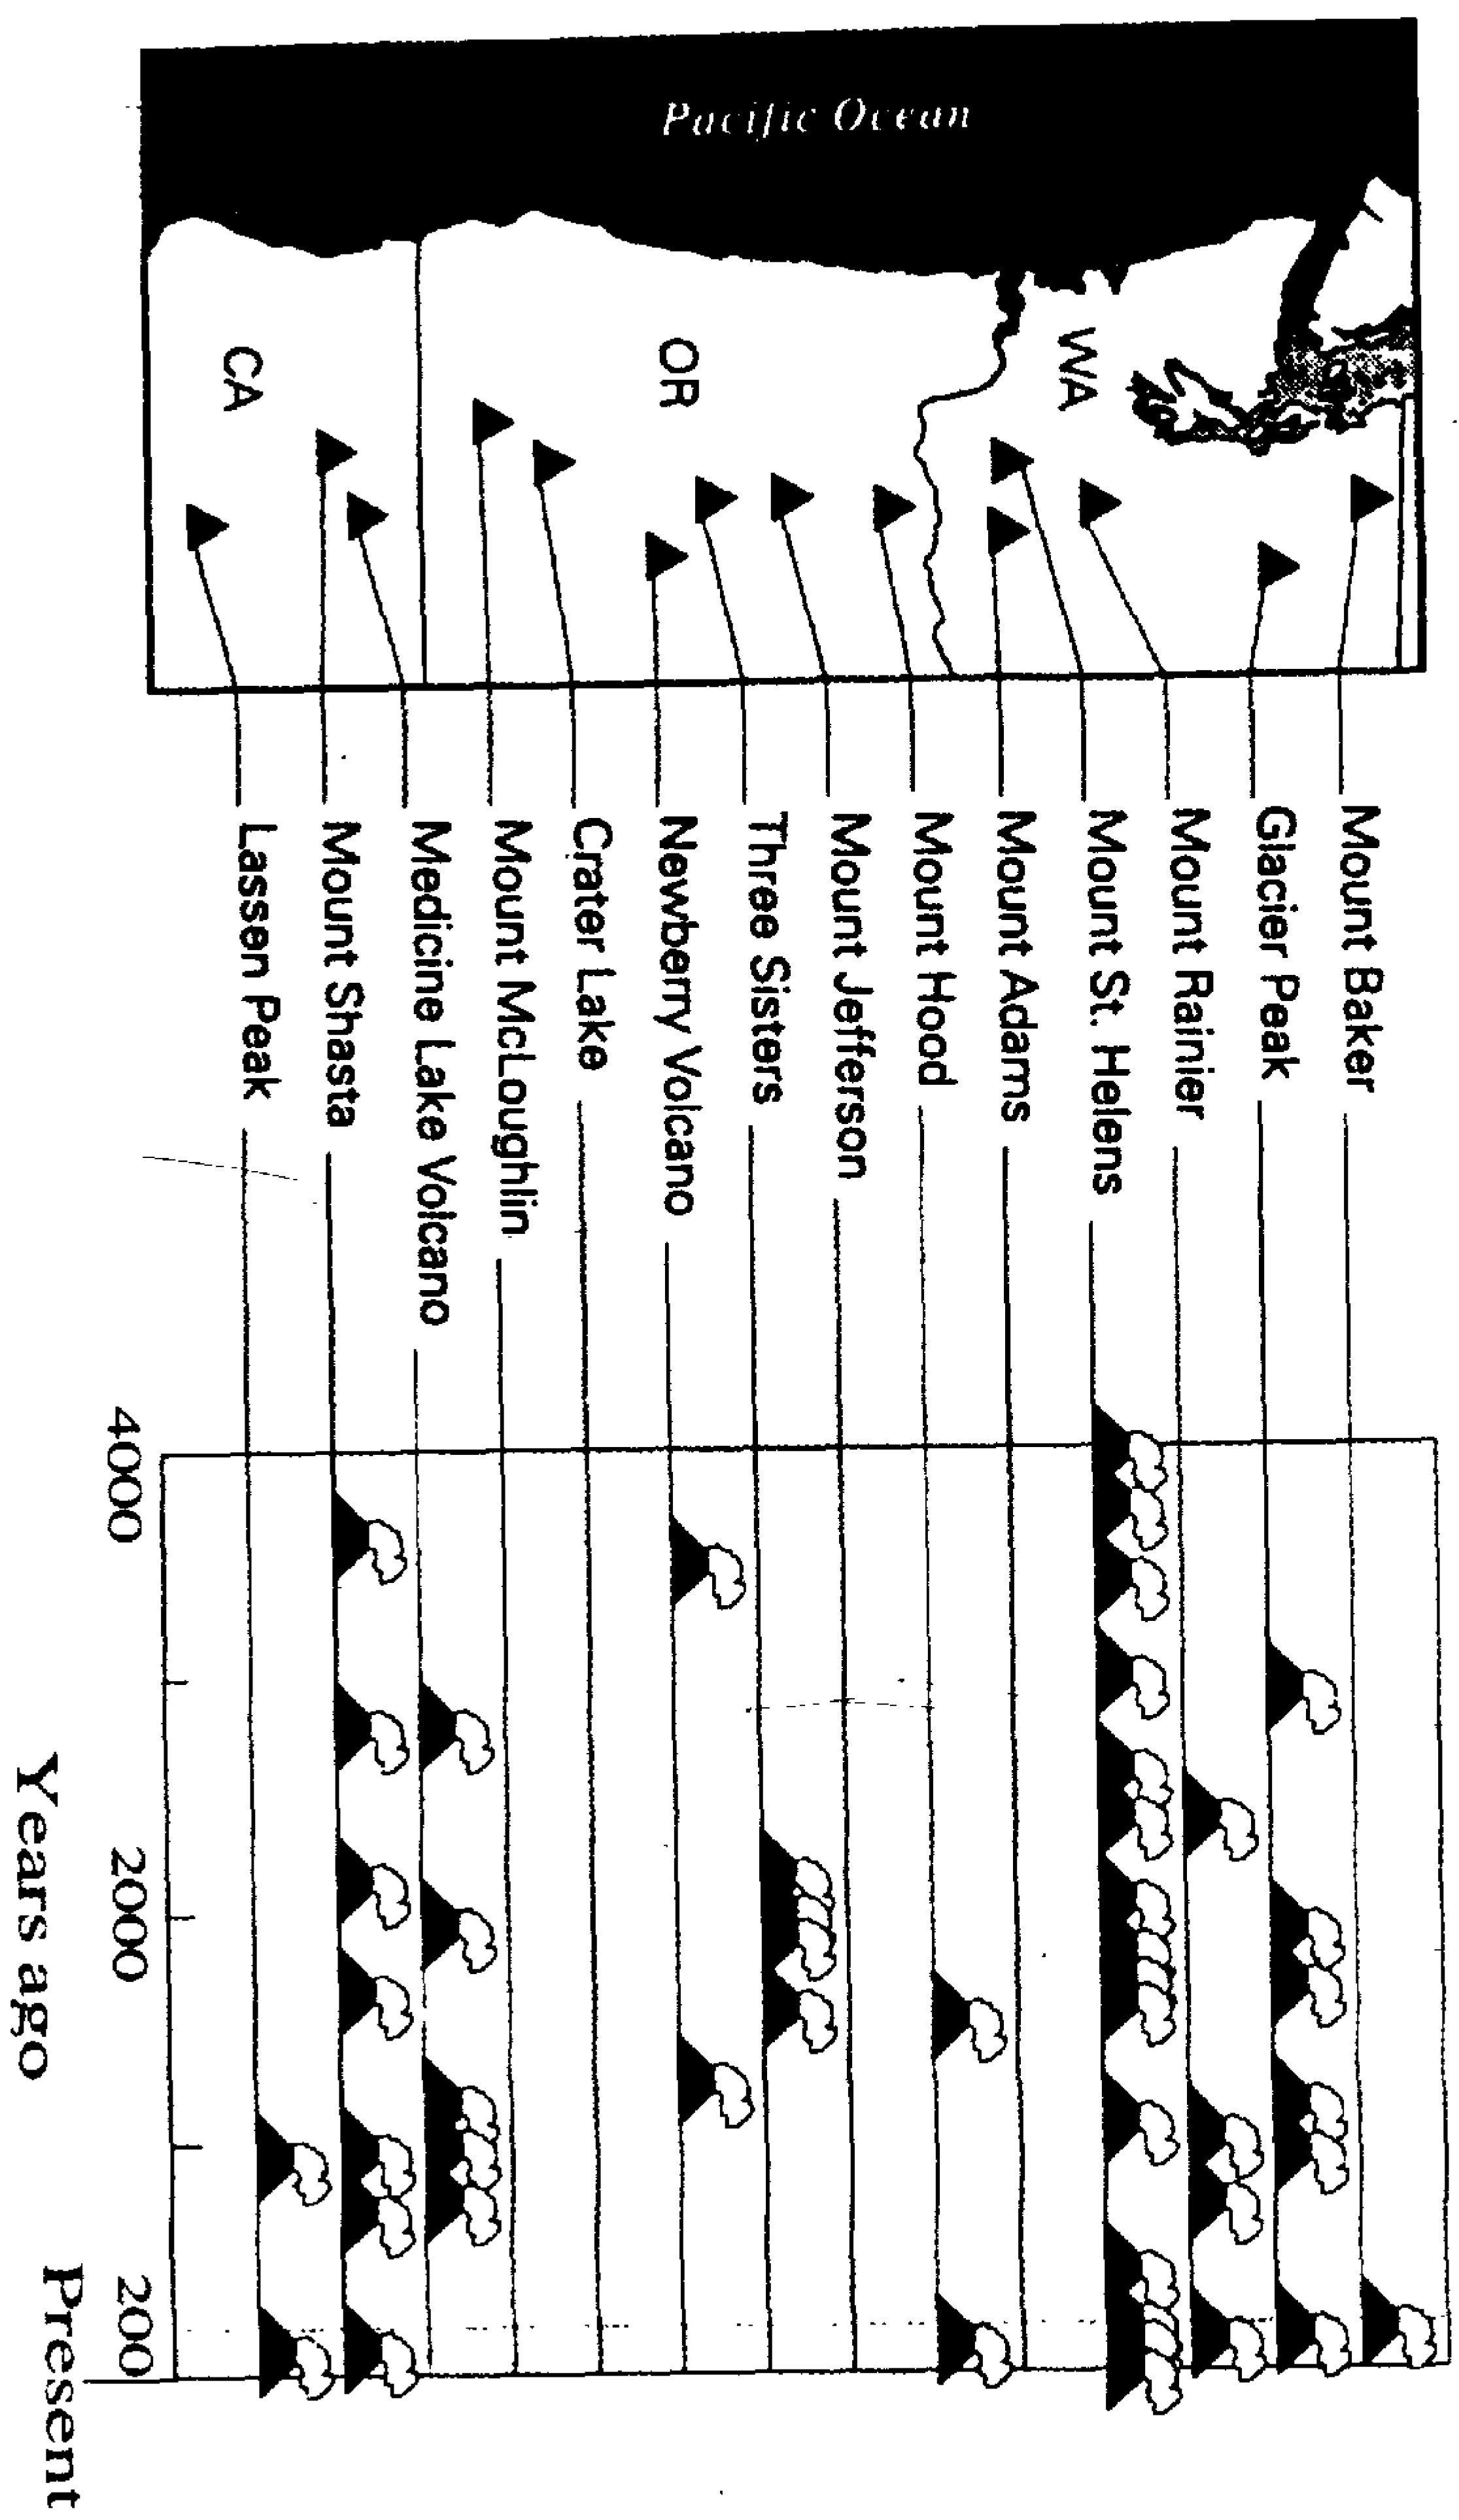 Pacific Ocean
WA
OR
CA
Mount Baker
Glacier Peak
Mount Rainier
Mount St. Helens
Mount Adams
Mount Hood
Mount Jefferson
Three Sisters
Newberry Volcano
Crater Lake
Mount McLoughlin
Medicine Lake Volcano
Mount Shasta
Lassen Peak
4000 2000 200
Years ago Present